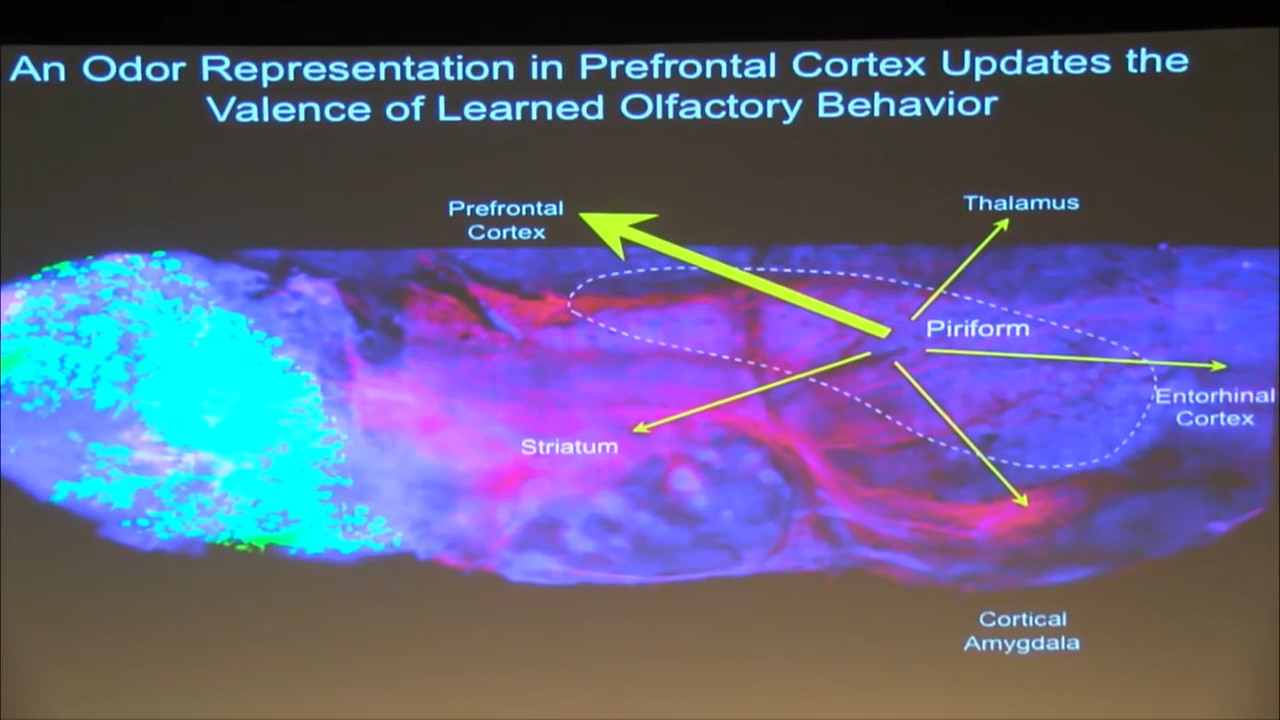 An Odor Representation in Prefrontal Cortex Updates the
Valence of Learned Olfactory Behavior
Prefrontal
Cortex
Thalamus
Piriform
Entorhinal
Cortex
Striatum
Cortical
Amygdala